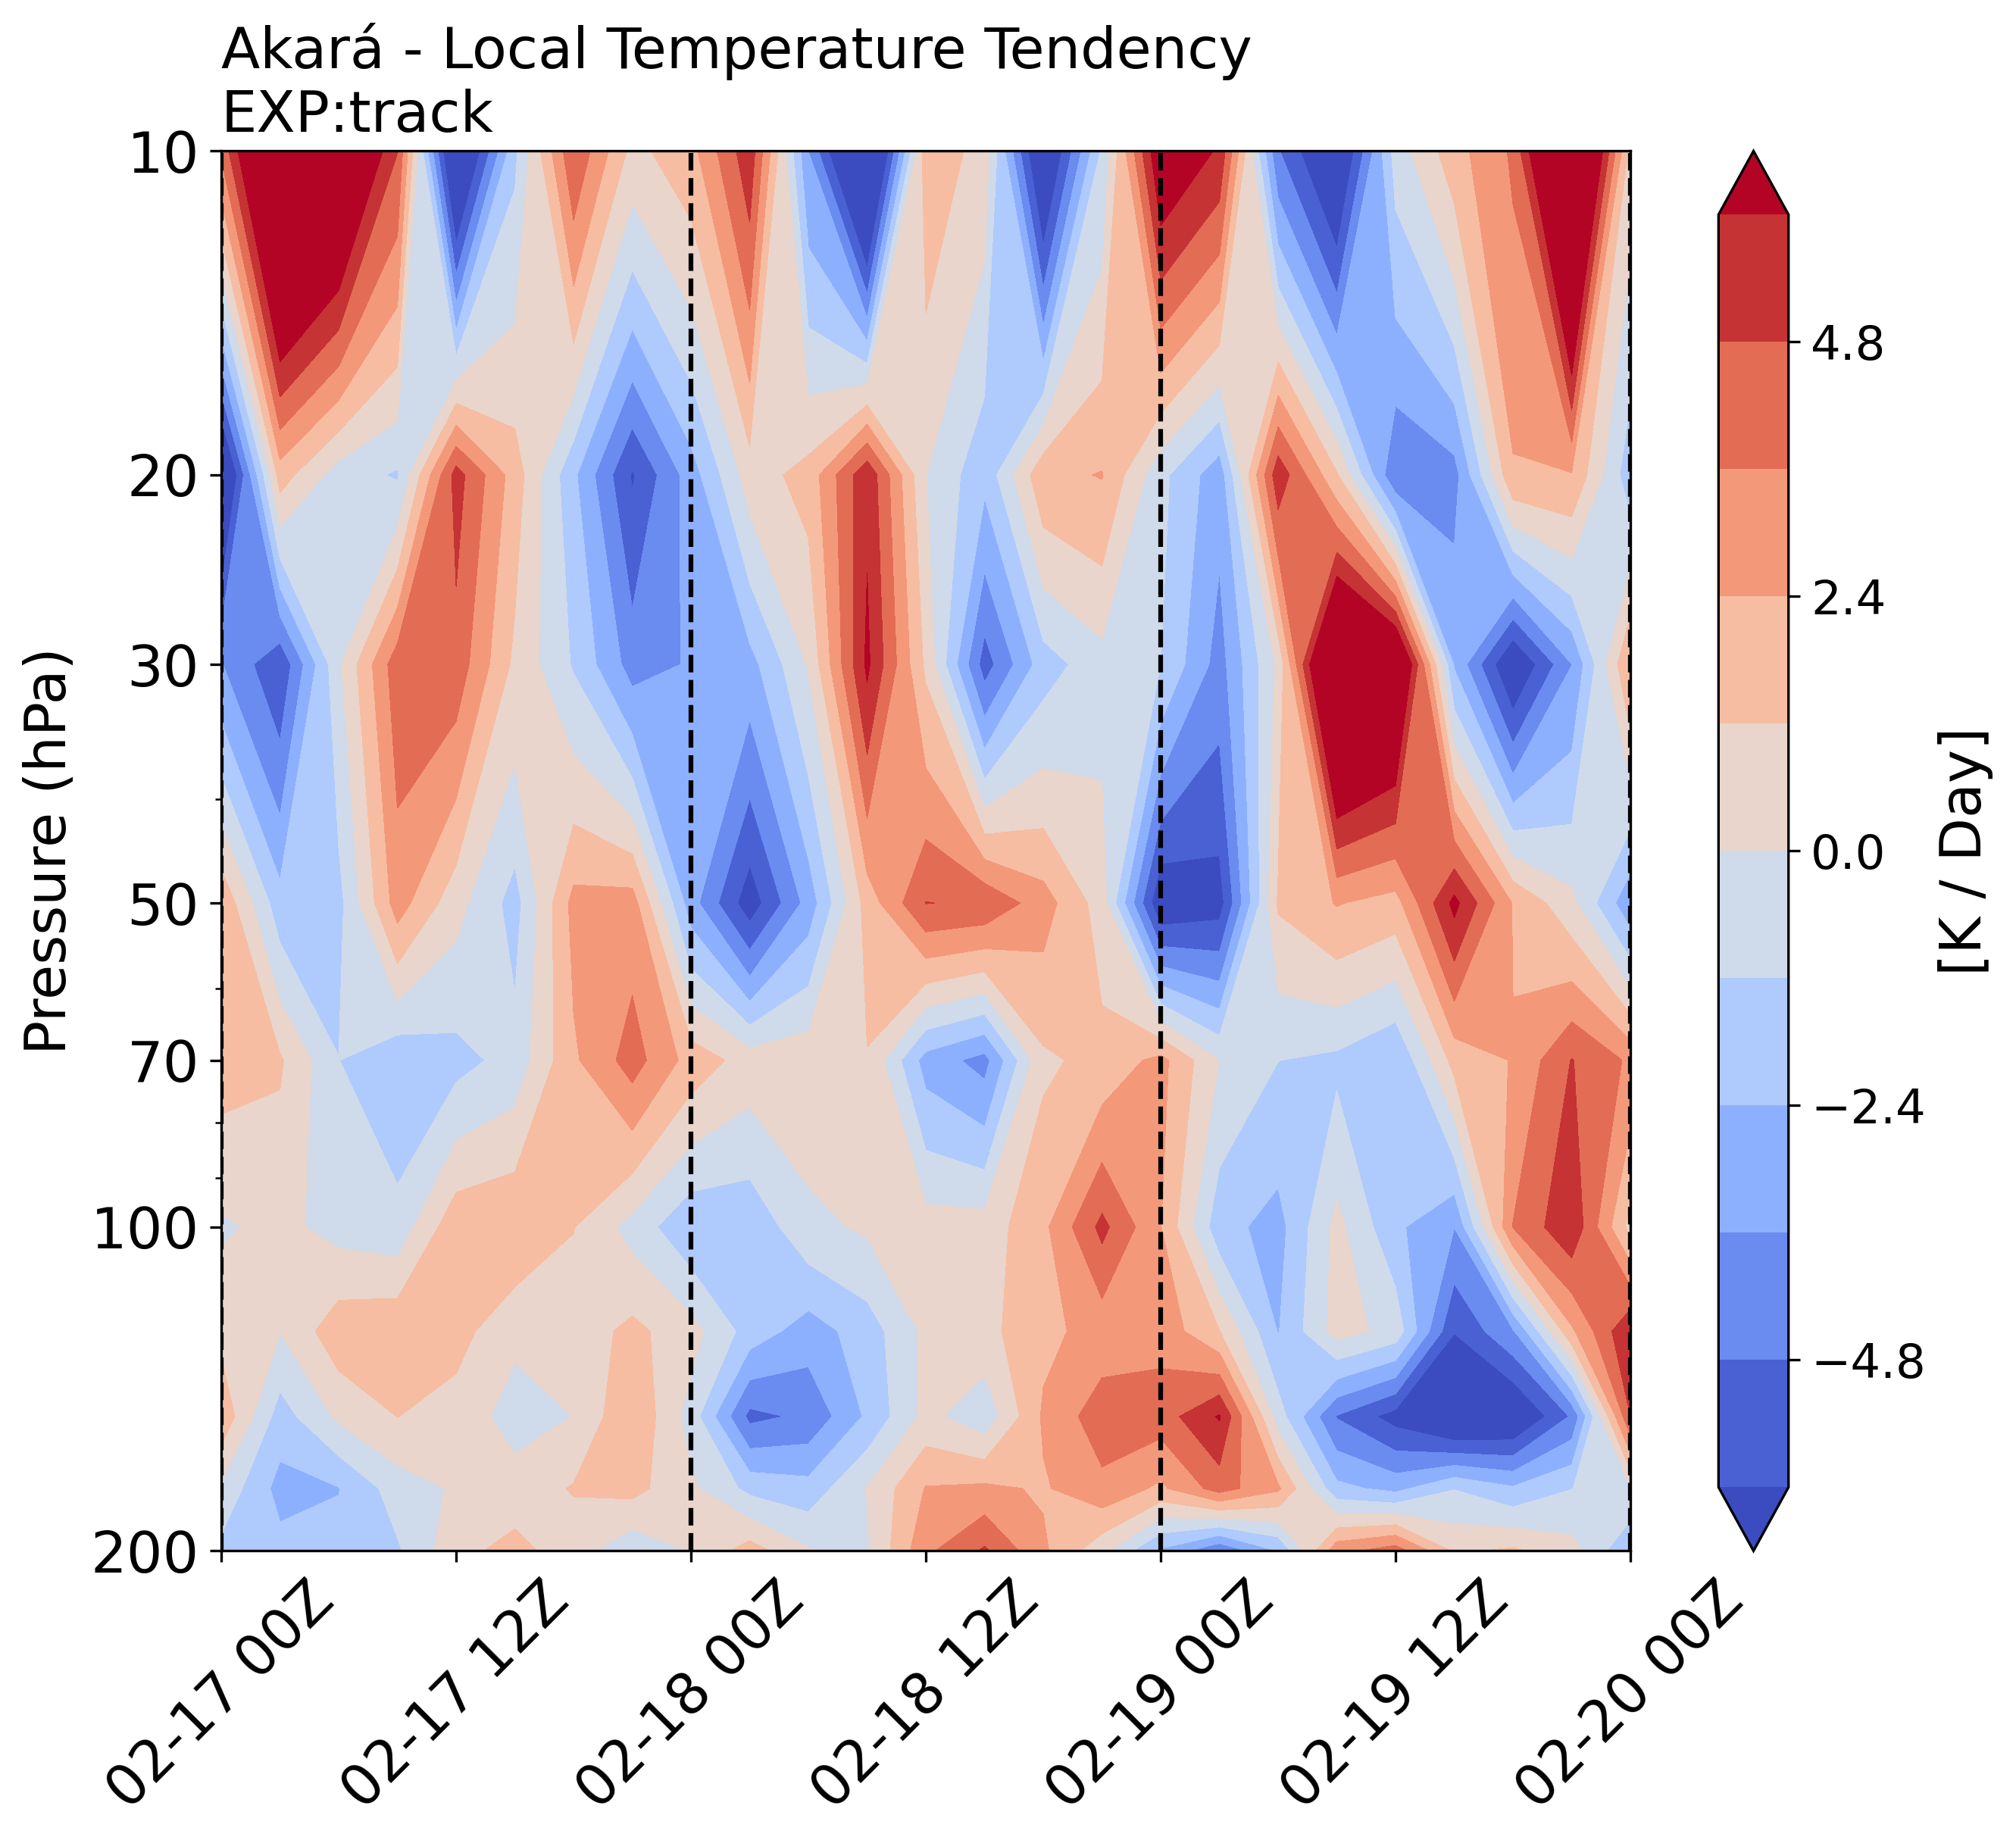 Akará - Local Temperature Tendency
EXP:track
10
20
30
50
70
100
200
Pressure (hPa)
02-17 00Z
02-17 12Z
02-18 00Z
02-18 12Z
02-19 00Z
02-19 12Z
02-20 00Z
4.8
2.4
0.0
−2.4
−4.8
[K / Day]